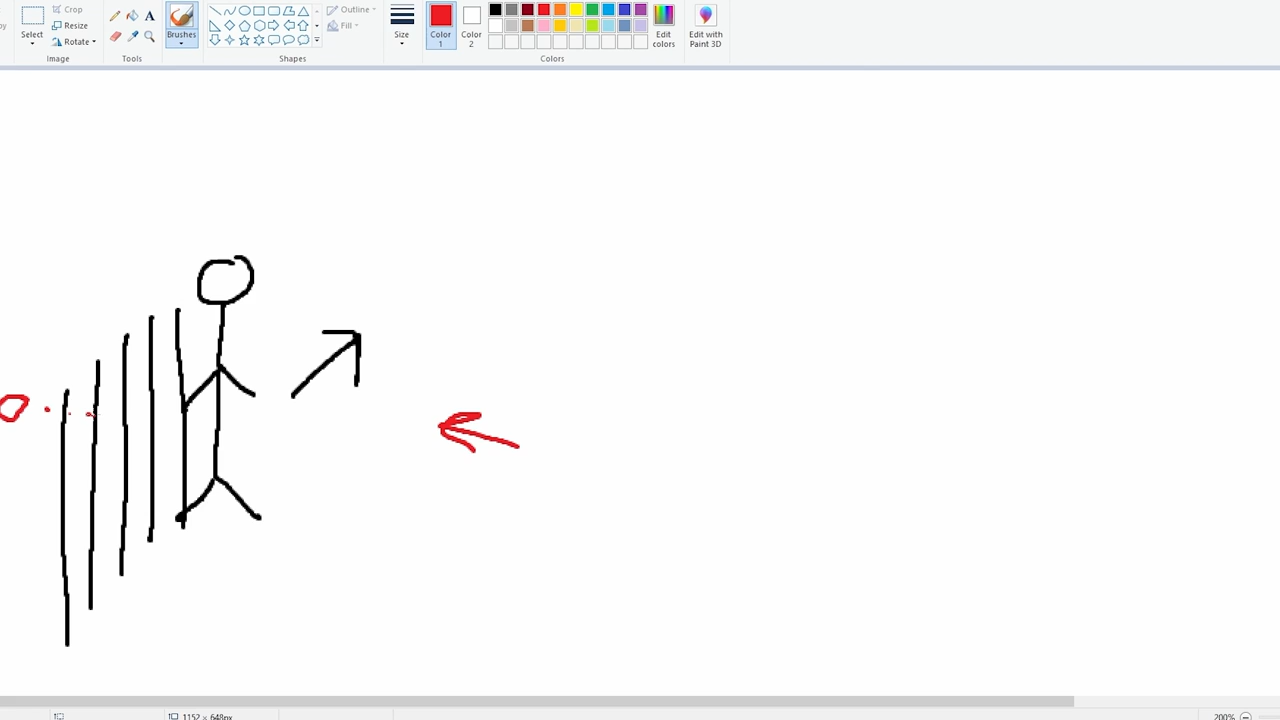 Crop
Resize
Rotate
Select
Image
A
Tools
Brushes
Outline
Fill
Shapes
Size
Color
1
Color
2
Edit
colors
Edit with
Paint 3D
Colors
1152 × 648px
200%